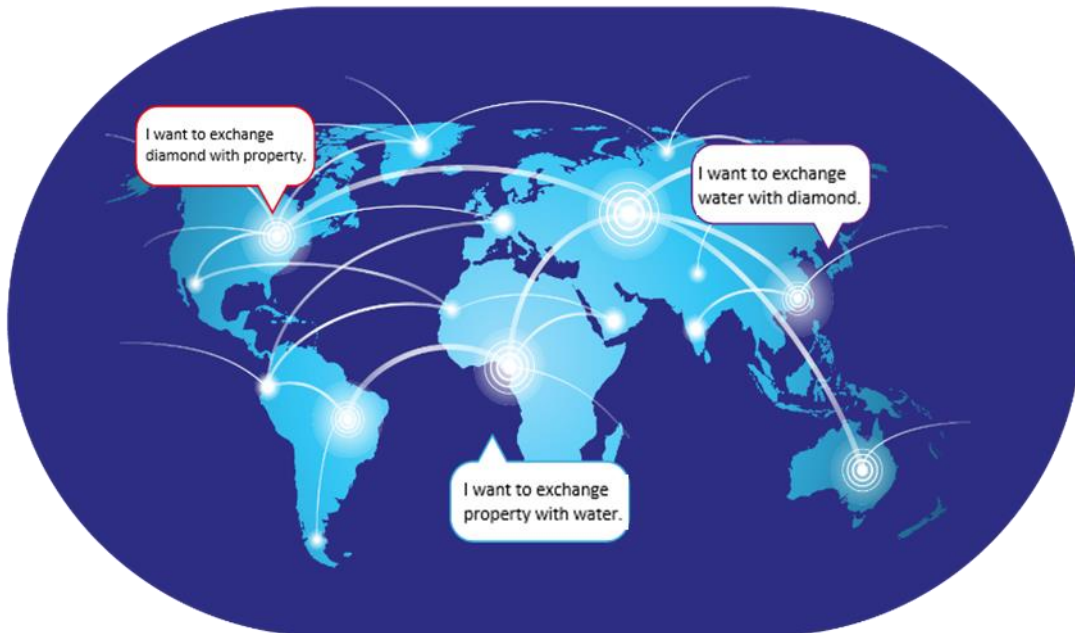 I want to exchange
diamond with property.
I want to exchange
water with diamond.
I want to exchange
property with water.